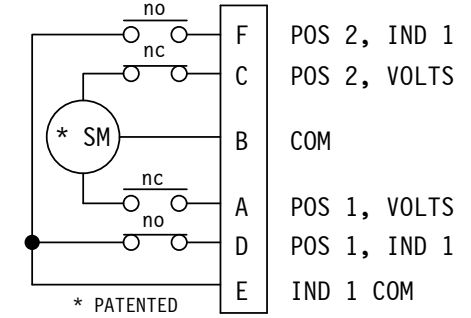 no
F POS 2, IND 1
nc
C POS 2, VOLTS
* SM B COM
nc
A POS 1, VOLTS
no
D POS 1, IND 1
E IND 1 COM
* PATENTED